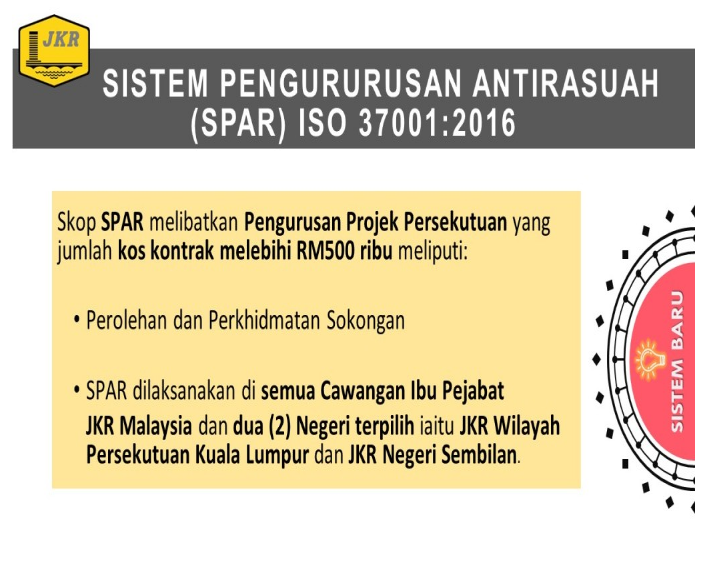 JKR
SISTEM PENGURURUSAN ANTIRASUAH
(SPAR) ISO 37001:2016
Skop SPAR melibatkan Pengurusan Projek Persekutuan yang
jumlah kos kontrak melebihi RM500 ribu meliputi:
• Perolehan dan Perkhidmatan Sokongan
• SPAR dilaksanakan di semua Cawangan Ibu Pejabat
JKR Malaysia dan dua (2) Negeri terpilih iaitu JKR Wilayah
Persekutuan Kuala Lumpur dan JKR Negeri Sembilan.
SISTEM BARU